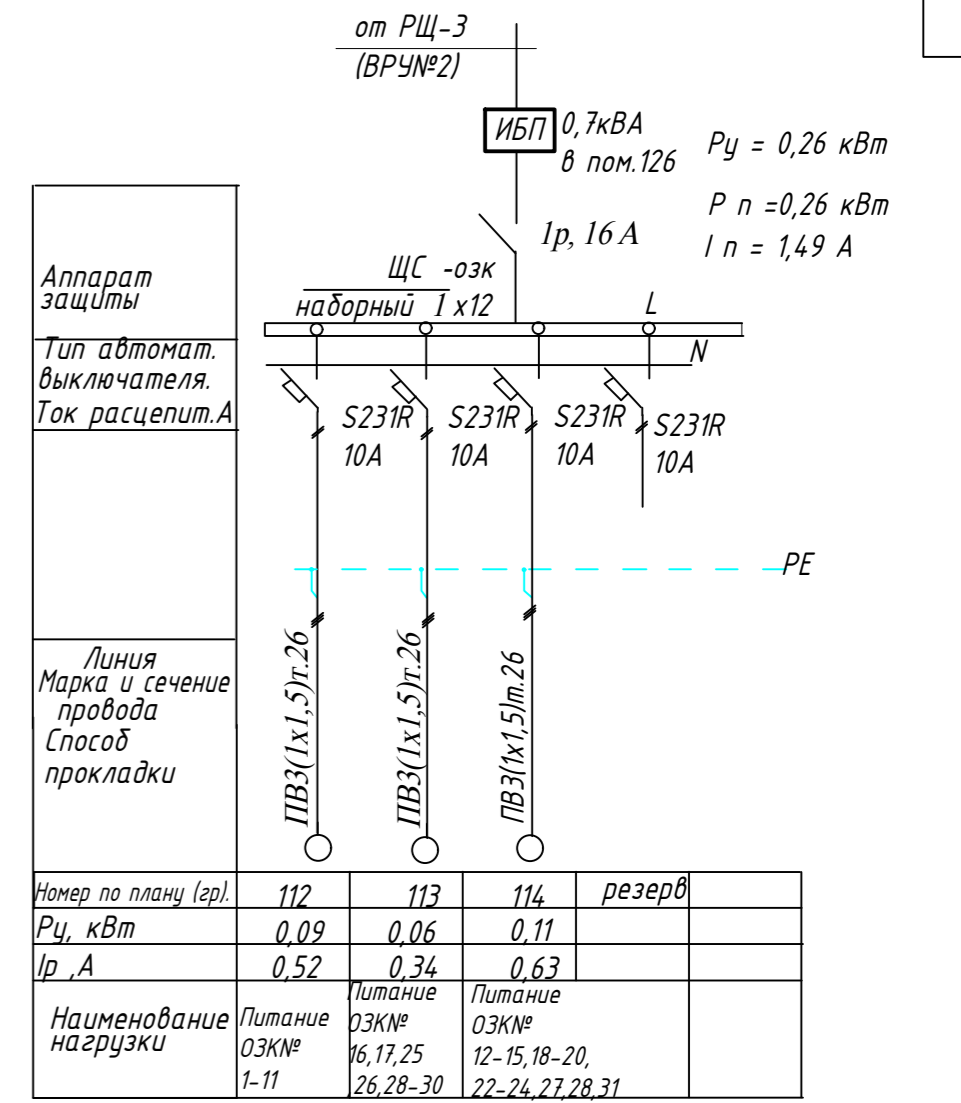 от РЩ-3
(ВРУ№2)
ИБП
0,7кВА
в пом.126
Ру = 0,26 кВт
Р п =0,26 кВт
I п = 1,49 А
1р, 16 А
ЩС -озк
наборный 1 х12
L
N
Аппарат
защиты
Тип автомат.
выключателя.
Ток расцепит.А
S231R
10А
S231R
10А
S231R
10А
S231R
10А
РЕ
Линия
Марка и сечение
провода
Способ
прокладки
ПВ3(1х1,5)т.26
ПВ3(1х1,5)т.26
ПВ3(1х1,5)т.26
Номер по плану (гр). 112 113 114 резерв
Ру, кВт 0,09 0,06 0,11
Iр ,А 0,52 0,34 0,63
Наименование
нагрузки
Питание
ОЗК№
1-11
Питание
ОЗК№
16,17,25
,26,28-30
Питание
ОЗК№
12-15,18-20,
22-24,27,28,31